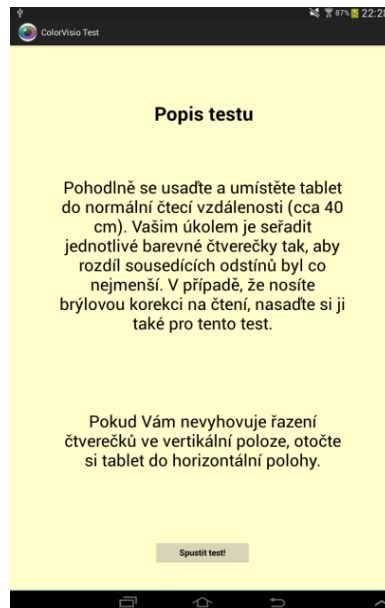 87% 22:28
ColorVisio Test
Popis testu
Pohodlně se usaďte a umístěte tablet
do normální čtecí vzdálenosti (cca 40
cm). Vašim úkolem je seřadit
jednotlivé barevné čtverečky tak, aby
rozdíl sousedících odstínů byl co
nejmenší. V případě, že nosíte
brýlovou korekci na čtení, nasaďte si ji
také pro tento test.
Pokud Vám nevyhovuje řazení
čtverečků ve vertikální poloze, otočte
si tablet do horizontální polohy.
Spustit test!